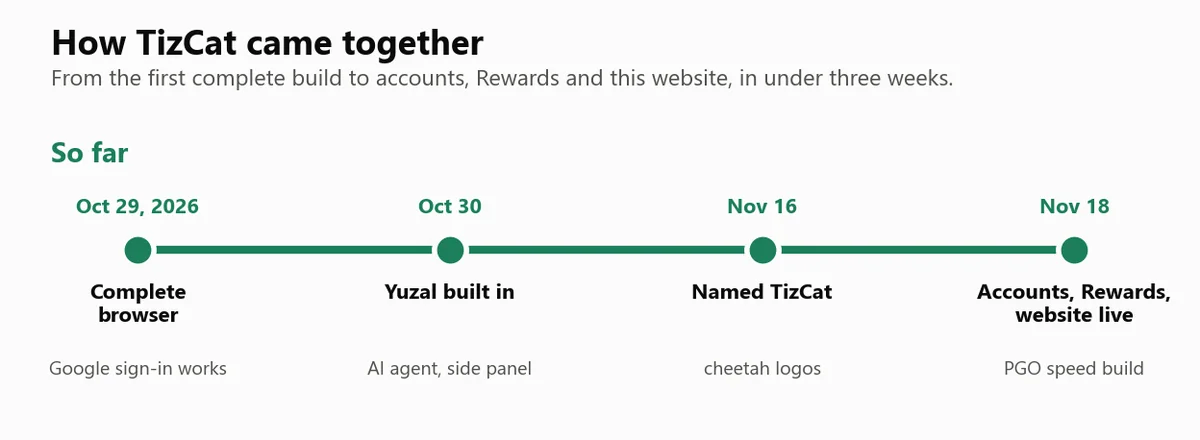 How TizCat came together
From the first complete build to accounts, Rewards and this website, in under three weeks.
So far
Oct 29, 2026
Oct 30
Nov 16
Nov 18
Complete
browser
Yuzal built in
Named TizCat
Accounts, Rewards,
website live
Google sign-in works
AI agent, side panel
cheetah logos
PGO speed build